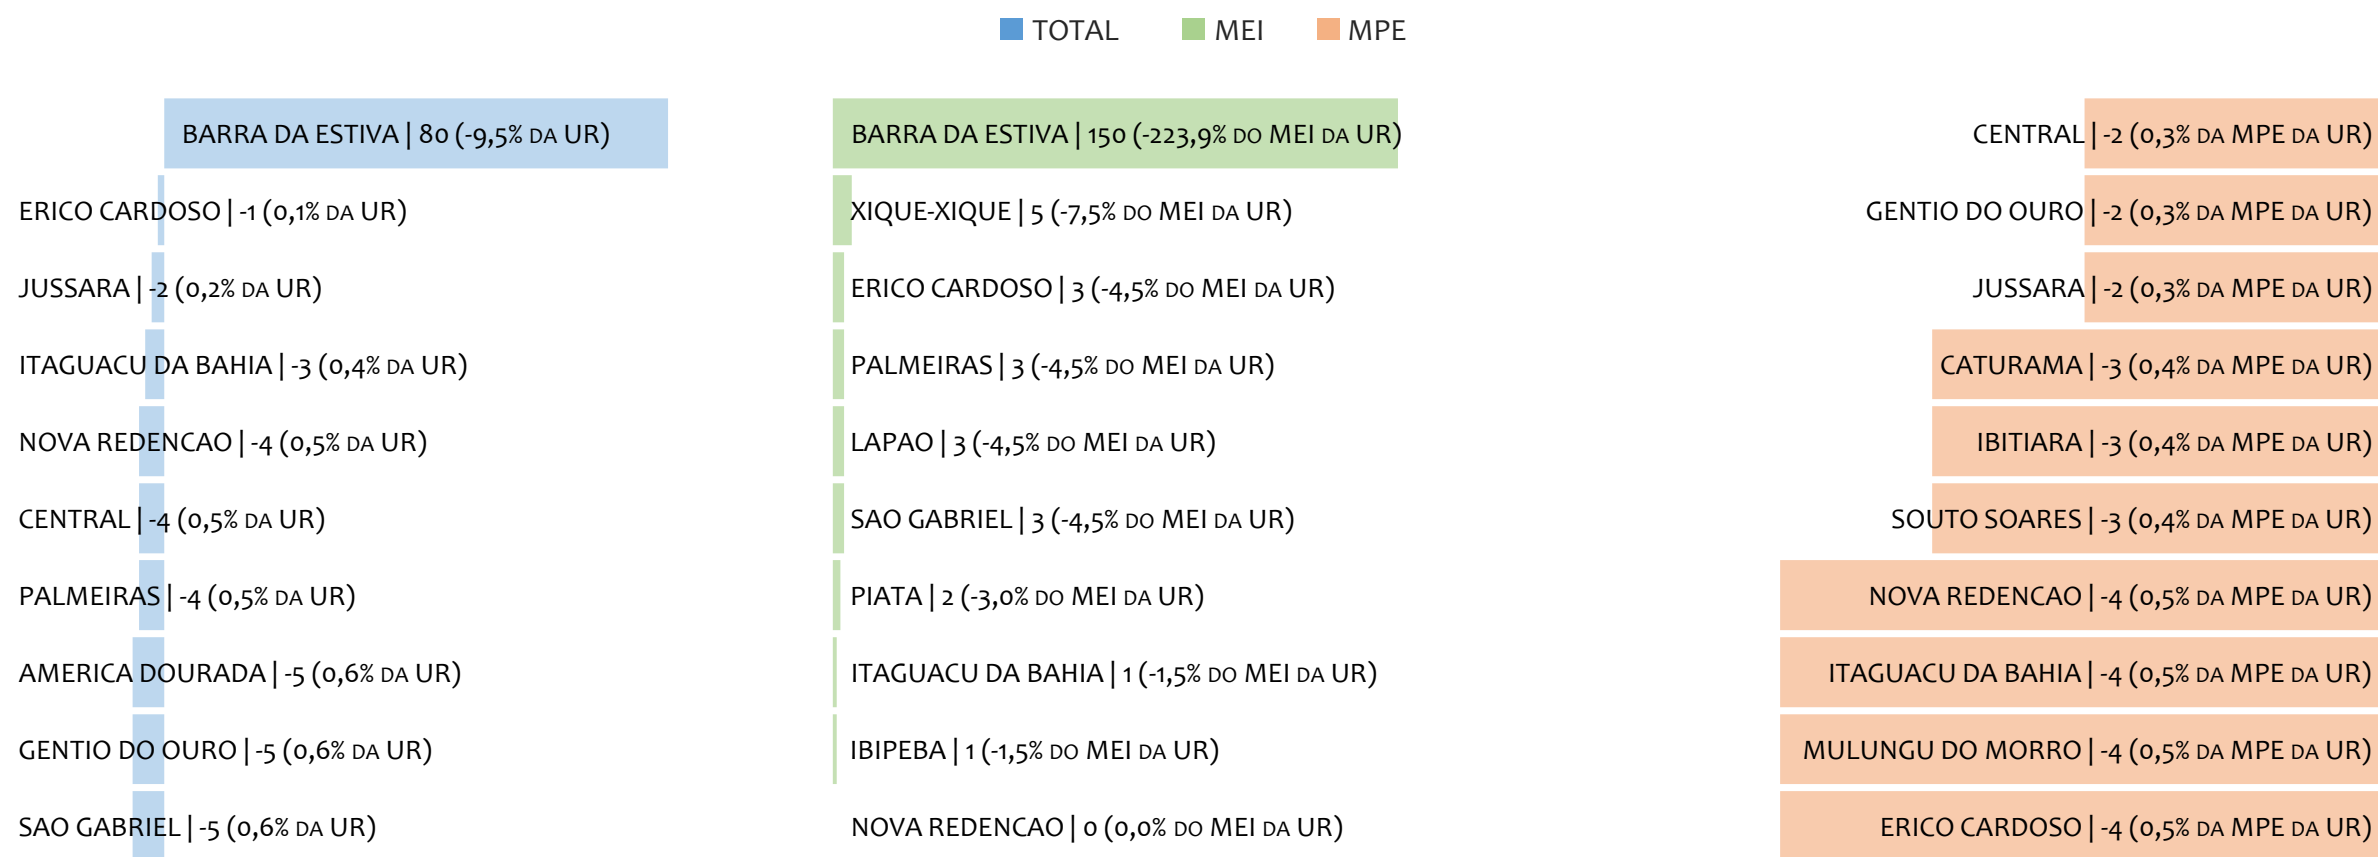 TOTAL MEI MPE
BARRA DA ESTIVA | 80 (-9,5% DA UR)
ERICO CARDOSO | -1 (0,1% DA UR)
JUSSARA | -2 (0,2% DA UR)
ITAGUACU DA BAHIA | -3 (0,4% DA UR)
NOVA REDENCAO | -4 (0,5% DA UR)
CENTRAL | -4 (0,5% DA UR)
PALMEIRAS | -4 (0,5% DA UR)
AMERICA DOURADA | -5 (0,6% DA UR)
GENTIO DO OURO | -5 (0,6% DA UR)
SAO GABRIEL | -5 (0,6% DA UR)
BARRA DA ESTIVA | 150 (-223,9% DO MEI DA UR)
XIQUE-XIQUE | 5 (-7,5% DO MEI DA UR)
ERICO CARDOSO | 3 (-4,5% DO MEI DA UR)
PALMEIRAS | 3 (-4,5% DO MEI DA UR)
LAPAO | 3 (-4,5% DO MEI DA UR)
SAO GABRIEL | 3 (-4,5% DO MEI DA UR)
PIATA | 2 (-3,0% DO MEI DA UR)
ITAGUACU DA BAHIA | 1 (-1,5% DO MEI DA UR)
IBIPEBA | 1 (-1,5% DO MEI DA UR)
NOVA REDENCAO | 0 (0,0% DO MEI DA UR)
CENTRAL | -2 (0,3% DA MPE DA UR)
GENTIO DO OURO | -2 (0,3% DA MPE DA UR)
JUSSARA | -2 (0,3% DA MPE DA UR)
CATURAMA | -3 (0,4% DA MPE DA UR)
IBITIARA | -3 (0,4% DA MPE DA UR)
SOUTO SOARES | -3 (0,4% DA MPE DA UR)
NOVA REDENCAO | -4 (0,5% DA MPE DA UR)
ITAGUACU DA BAHIA | -4 (0,5% DA MPE DA UR)
MULUNGU DO MORRO | -4 (0,5% DA MPE DA UR)
ERICO CARDOSO | -4 (0,5% DA MPE DA UR)